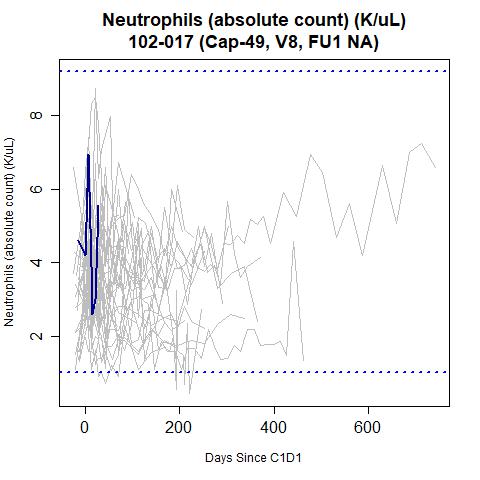 Neutrophils (absolute count) (K/uL)
102-017 (Cap-49, V8, FU1 NA)
Neutrophils (absolute count) (K/uL)
8
6
4
2
0 200 400 600
Days Since C1D1